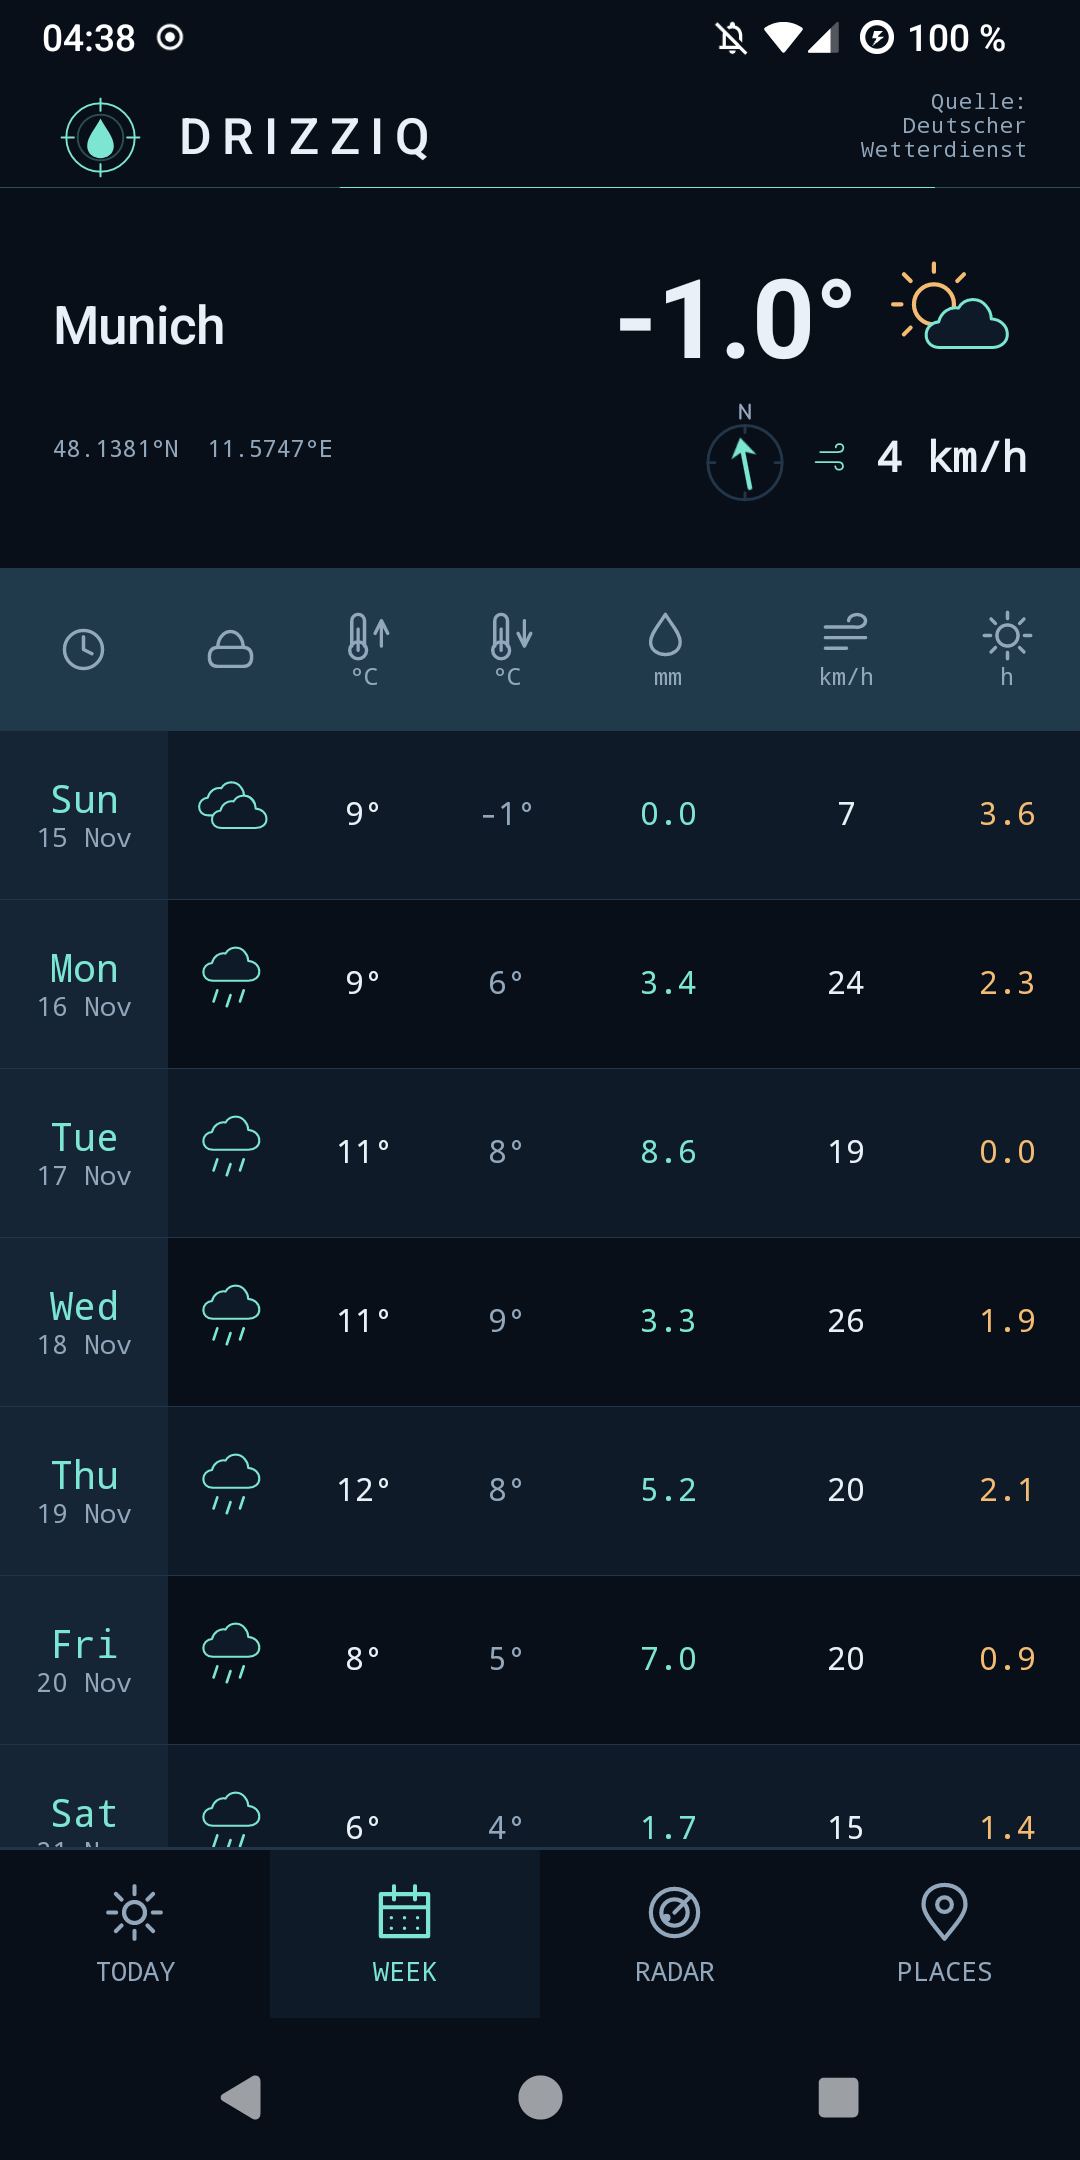 04:38 100 %
DRIZZIQ
Quelle:
Deutscher
Wetterdienst
Munich -1.0°
N
48.1381°N 11.5747°E 4 km/h
°C °C mm km/h h
Sun
15 Nov 9° -1° 0.0 7 3.6
Mon
16 Nov 9° 6° 3.4 24 2.3
Tue
17 Nov 11° 8° 8.6 19 0.0
Wed
18 Nov 11° 9° 3.3 26 1.9
Thu
19 Nov 12° 8° 5.2 20 2.1
Fri
20 Nov 8° 5° 7.0 20 0.9
Sat 6° 4° 1.7 15 1.4
TODAY WEEK RADAR PLACES